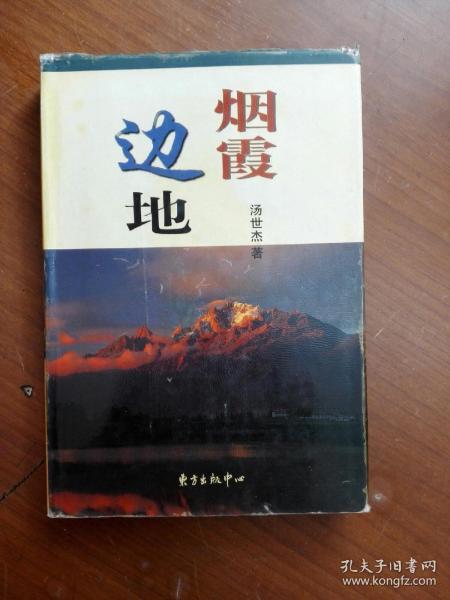 烟霞
边地
汤世杰 著
东方出版中心
孔夫子旧书网
www.kongfz.com